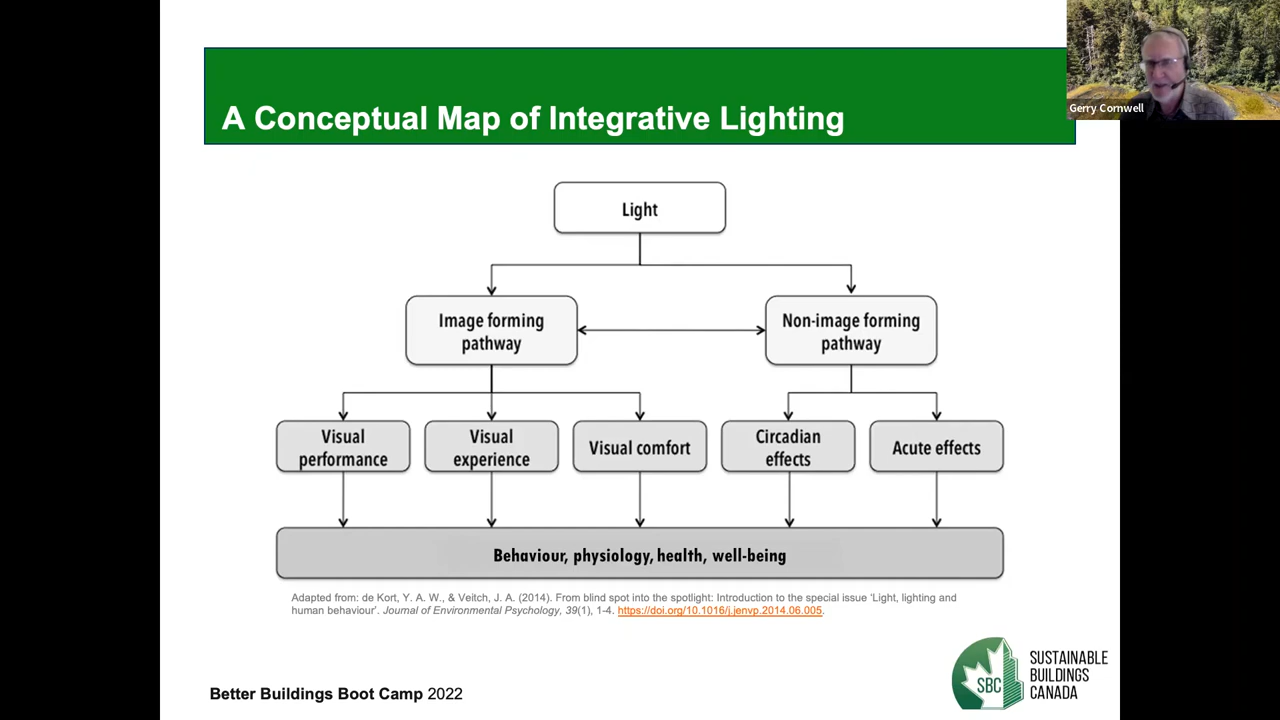 A Conceptual Map of Integrative Lighting
Gerry Cornwell
Light
Image forming
pathway
Non-image forming
pathway
Visual
performance
Visual
experience
Visual comfort
Circadian
effects
Acute effects
Behaviour, physiology, health, well-being
Adapted from: de Kort, Y. A. W., & Veitch, J. A. (2014). From blind spot into the spotlight: Introduction to the special issue ‘Light, lighting and
human behaviour’. Journal of Environmental Psychology, 39(1), 1-4. https://doi.org/10.1016/j.jenvp.2014.06.005.
Better Buildings Boot Camp 2022
SBC
SUSTAINABLE
BUILDINGS
CANADA